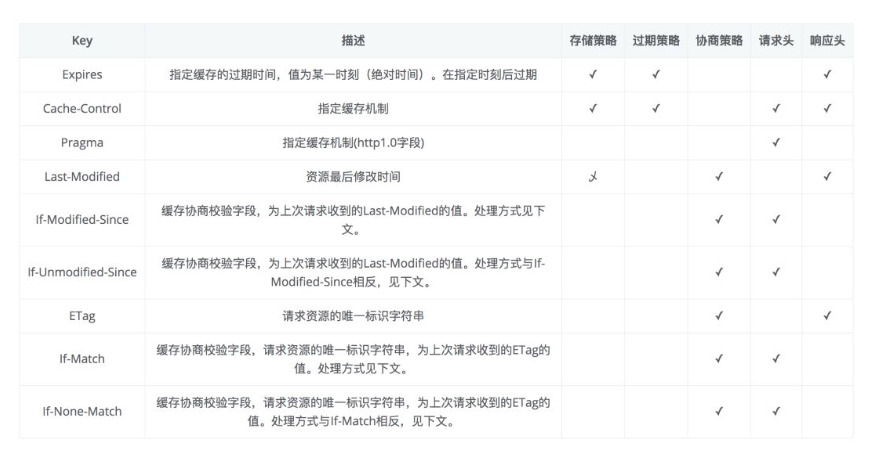 Key 描述 存储策略 过期策略 协商策略 请求头 响应头
Expires 指定缓存的过期时间，值为某一时刻（绝对时间）。在指定时刻后过期 ✓ ✓ ✓
Cache-Control 指定缓存机制 ✓ ✓ ✓ ✓
Pragma 指定缓存机制(http1.0字段) ✓
Last-Modified 资源最后修改时间 乄 ✓ ✓
If-Modified-Since 缓存协商校验字段，为上次请求收到的Last-Modified的值。处理方式见下
文。 ✓ ✓
If-Unmodified-Since 缓存协商校验字段，为上次请求收到的Last-Modified的值。处理方式与If-
Modified-Since相反，见下文。 ✓ ✓
ETag 请求资源的唯一标识字符串 ✓ ✓
If-Match 缓存协商校验字段，请求资源的唯一标识字符串，为上次请求收到的ETag的
值。处理方式见下文。 ✓ ✓
If-None-Match 缓存协商校验字段，请求资源的唯一标识字符串，为上次请求收到的ETag的
值。处理方式与If-Match相反，见下文。 ✓ ✓